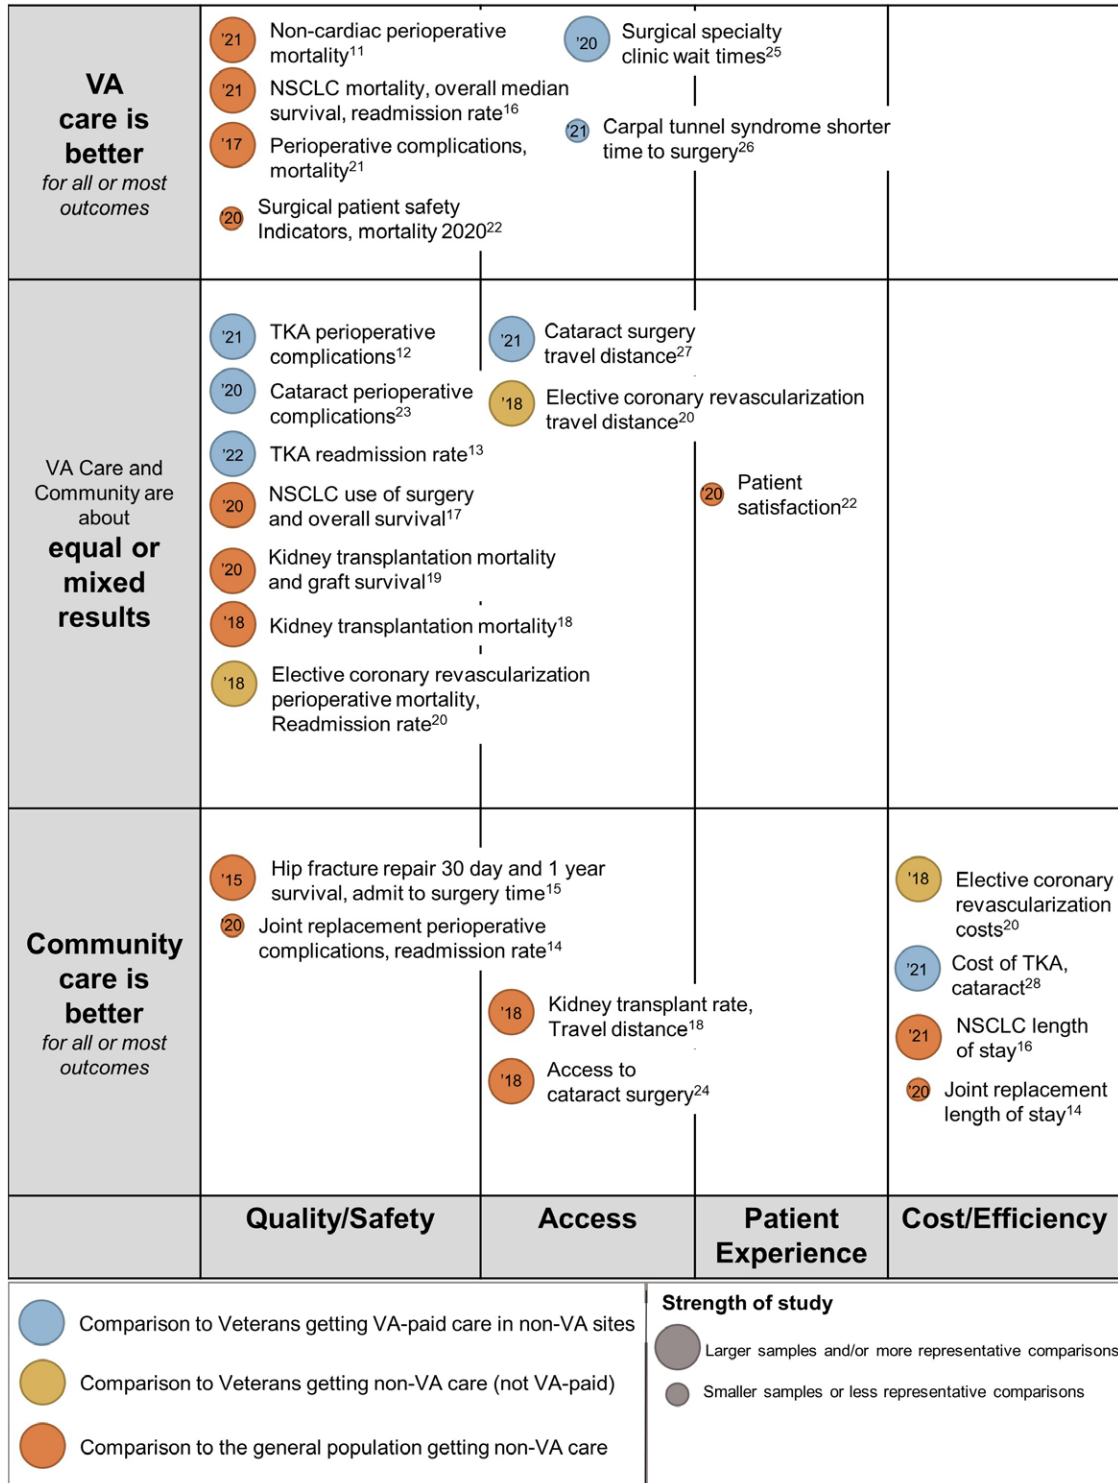 VA
care is
better
for all or most
outcomes
'21
Non-cardiac perioperative
mortality11
'21
NSCLC mortality, overall median
survival, readmission rate16
'17
Perioperative complications,
mortality21
'20
Surgical patient safety
Indicators, mortality 202022
'20
Surgical specialty
clinic wait times25
'21
Carpal tunnel syndrome shorter
time to surgery26
VA Care and
Community are
about
equal or
mixed
results
'21
TKA perioperative
complications12
'20
Cataract perioperative
complications23
'22
TKA readmission rate13
'20
NSCLC use of surgery
and overall survival17
'20
Kidney transplantation mortality
and graft survival19
'18
Kidney transplantation mortality18
'18
Elective coronary revascularization
perioperative mortality,
Readmission rate20
'21
Cataract surgery
travel distance27
'18
Elective coronary revascularization
travel distance20
'20
Patient
satisfaction22
Community
care is
better
for all or most
outcomes
'15
Hip fracture repair 30 day and 1 year
survival, admit to surgery time15
'20
Joint replacement perioperative
complications, readmission rate14
'18
Kidney transplant rate,
Travel distance18
'18
Access to
cataract surgery24
'18
Elective coronary
revascularization
costs20
'21
Cost of TKA,
cataract28
'21
NSCLC length
of stay16
'20
Joint replacement
length of stay14
Quality/Safety
Access
Patient
Experience
Cost/Efficiency
Comparison to Veterans getting VA-paid care in non-VA sites
Comparison to Veterans getting non-VA care (not VA-paid)
Comparison to the general population getting non-VA care
Strength of study
Larger samples and/or more representative comparisons
Smaller samples or less representative comparisons